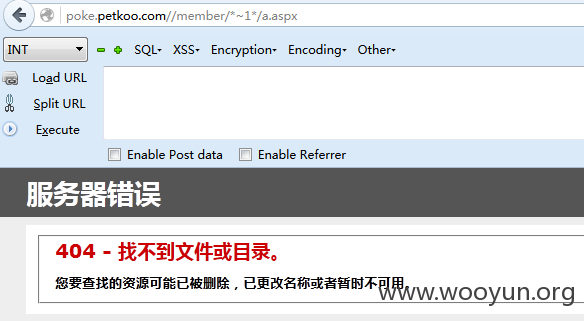 poke.petkoo.com//member/*~1*/a.aspx
INT SQL- XSS- Encryption- Encoding- Other-
Load URL
Split URL
Execute
Enable Post data Enable Referrer
服务器错误
404 - 找不到文件或目录。
您要查找的资源可能已被删除，已更改名称或者暂时不可用。
www.wooyun.org